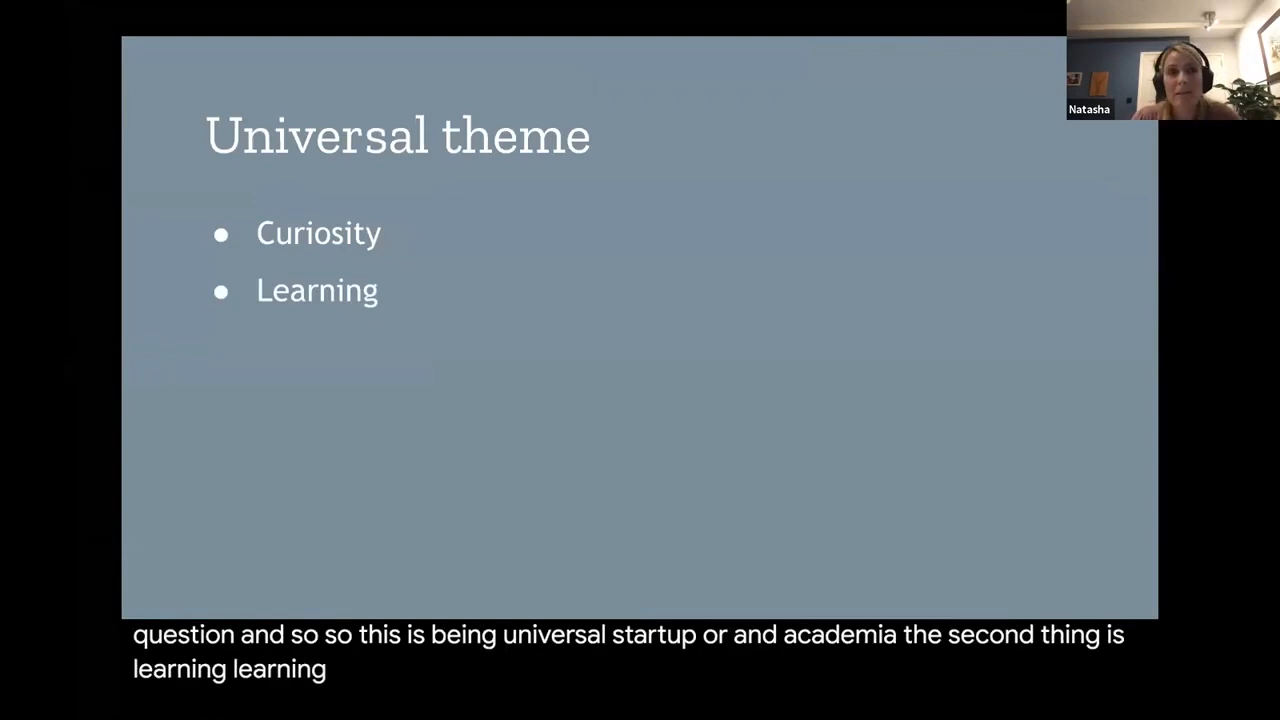 Universal theme
Natasha
● Curiosity
● Learning
question and so so this is being universal startup or and academia the second thing is
learning learning